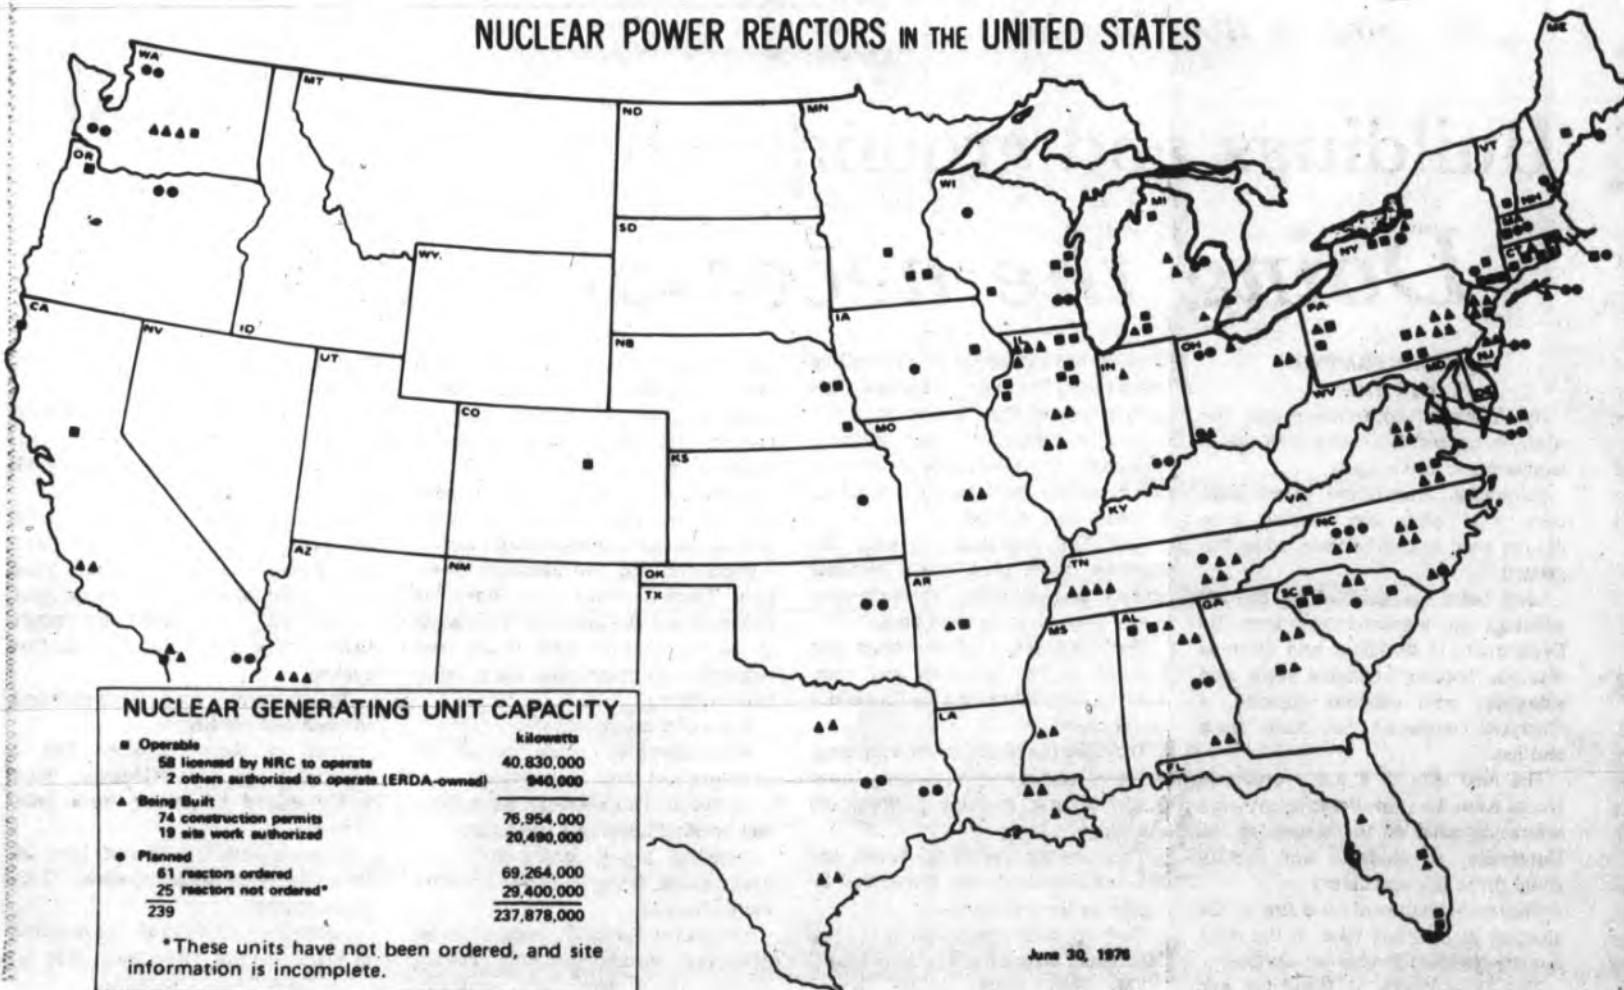 NUCLEAR POWER REACTORS IN THE UNITED STATES
WA
MT
ND
MN
ME
OR
VT
NH
WI
MI
MA
NY
CT
SD
WY.
CA
NV
ID
UT
IA
PA
NB
IL
IN
OH
NJ
MD
DE
WV
CO
MO
KS
KY
VA
NC
AZ
NM
OK
TX
AR
TN
SC
GA
AL
MS
LA
FL
NUCLEAR GENERATING UNIT CAPACITY
kilowatts
■ Operable
58 licensed by NRC to operate 40,830,000
2 others authorized to operate (ERDA-owned) 940,000
▲ Being Built
74 construction permits 76,954,000
19 site work authorized 20,490,000
● Planned
61 reactors ordered 69,264,000
25 reactors not ordered* 29,400,000
239 237,878,000
*These units have not been ordered, and site
information is incomplete.
June 30, 1976